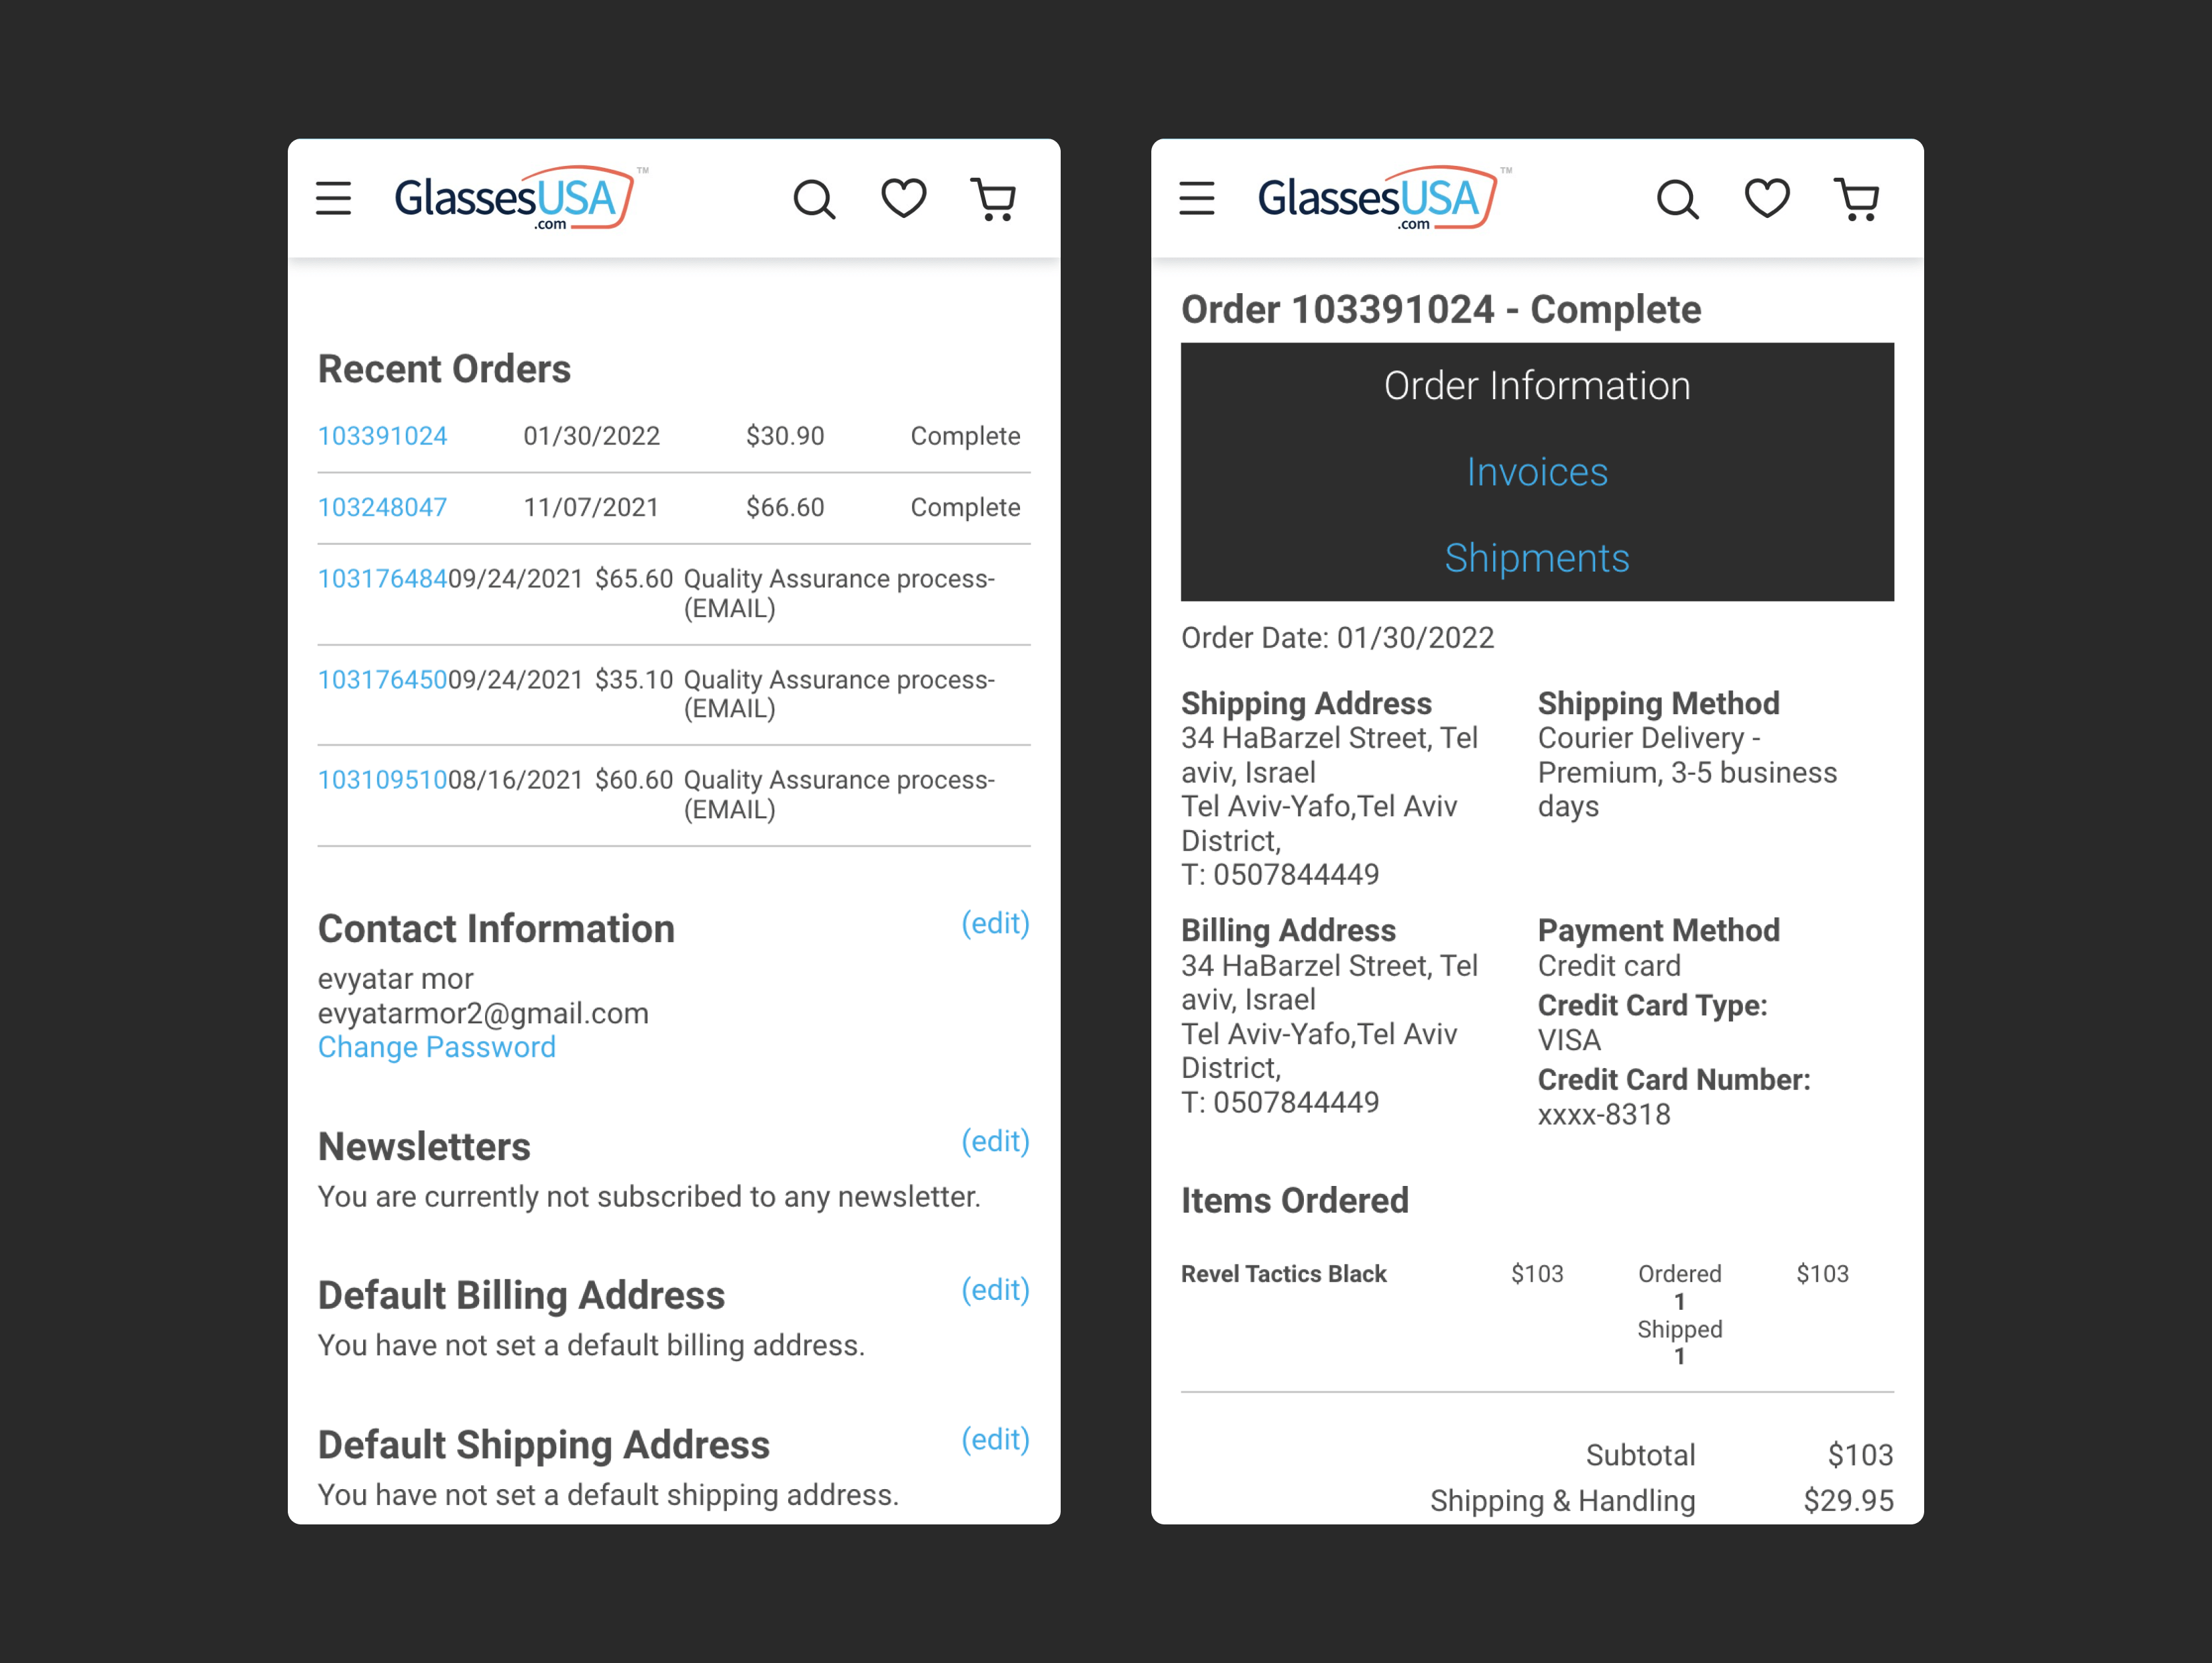 GlassesUSA™
.com
Recent Orders
103391024 01/30/2022 $30.90 Complete
103248047 11/07/2021 $66.60 Complete
103176484 09/24/2021 $65.60 Quality Assurance process-
(EMAIL)
103176450 09/24/2021 $35.10 Quality Assurance process-
(EMAIL)
103109510 08/16/2021 $60.60 Quality Assurance process-
(EMAIL)
Contact Information (edit)
evyatar mor
evyatarmor2@gmail.com
Change Password
Newsletters (edit)
You are currently not subscribed to any newsletter.
Default Billing Address (edit)
You have not set a default billing address.
Default Shipping Address (edit)
You have not set a default shipping address.
GlassesUSA™
.com
Order 103391024 - Complete
Order Information
Invoices
Shipments
Order Date: 01/30/2022
Shipping Address
34 HaBarzel Street, Tel
aviv, Israel
Tel Aviv-Yafo,Tel Aviv
District,
T: 0507844449
Shipping Method
Courier Delivery -
Premium, 3-5 business
days
Billing Address
34 HaBarzel Street, Tel
aviv, Israel
Tel Aviv-Yafo,Tel Aviv
District,
T: 0507844449
Payment Method
Credit card
Credit Card Type:
VISA
Credit Card Number:
xxxx-8318
Items Ordered
Revel Tactics Black $103 Ordered $103
1
Shipped
1
Subtotal $103
Shipping & Handling $29.95